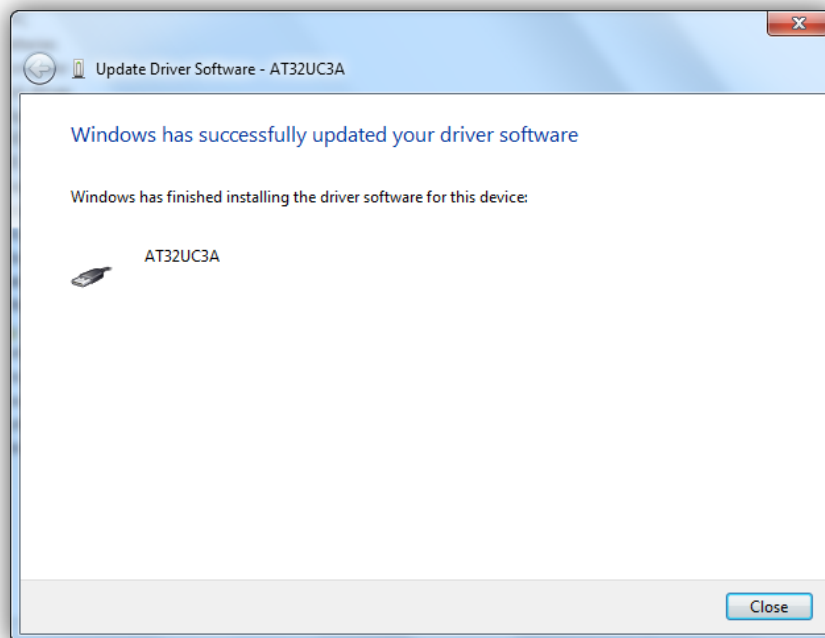 Update Driver Software - AT32UC3A
Windows has successfully updated your driver software
Windows has finished installing the driver software for this device:
AT32UC3A
Close